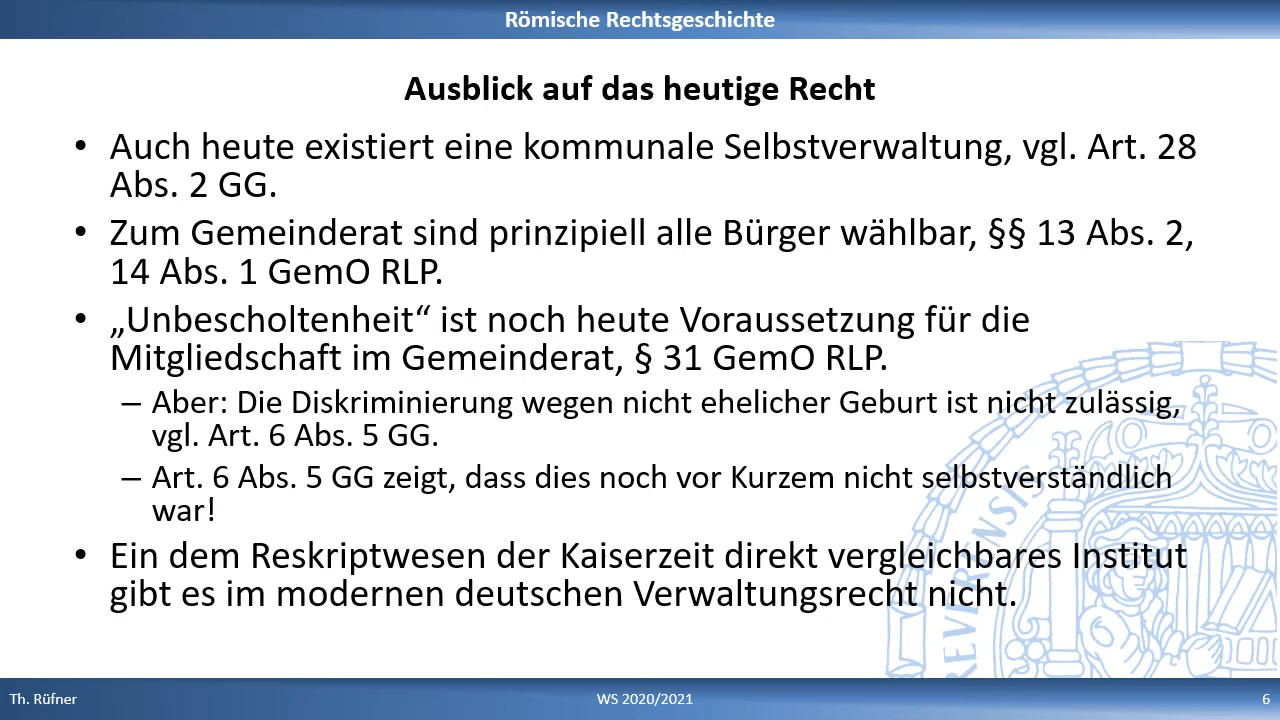 Römische Rechtsgeschichte
Ausblick auf das heutige Recht
• Auch heute existiert eine kommunale Selbstverwaltung, vgl. Art. 28
Abs. 2 GG.
• Zum Gemeinderat sind prinzipiell alle Bürger wählbar, §§ 13 Abs. 2,
14 Abs. 1 GemO RLP.
• „Unbescholtenheit“ ist noch heute Voraussetzung für die
Mitgliedschaft im Gemeinderat, § 31 GemO RLP.
– Aber: Die Diskriminierung wegen nicht ehelicher Geburt ist nicht zulässig,
vgl. Art. 6 Abs. 5 GG.
– Art. 6 Abs. 5 GG zeigt, dass dies noch vor Kurzem nicht selbstverständlich
war!
• Ein dem Reskriptwesen der Kaiserzeit direkt vergleichbares Institut
gibt es im modernen deutschen Verwaltungsrecht nicht.
REVERENSIS
Th. Rüfner
WS 2020/2021
6